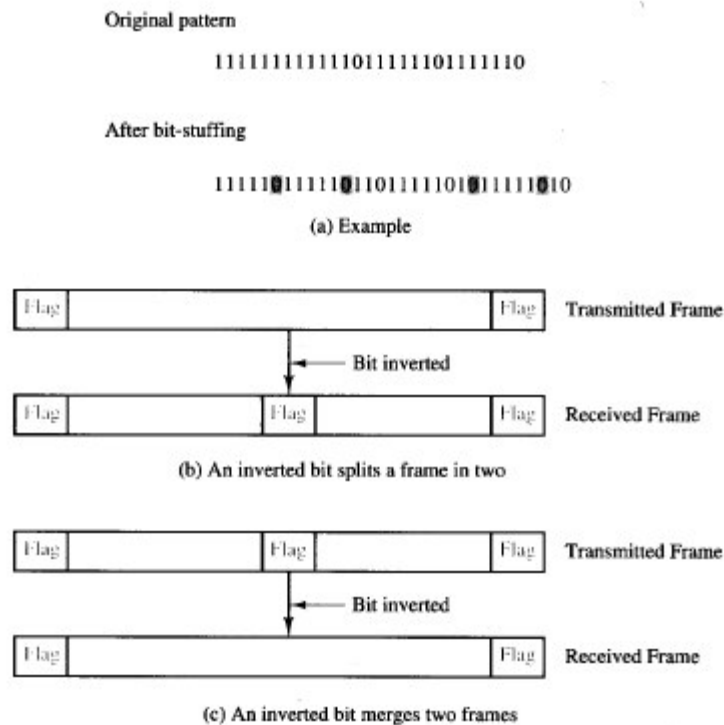 Original pattern
111111111111011111101111110
After bit-stuffing
1111101111101101111101011111010
(a) Example
Flag Flag Transmitted Frame
Bit inverted
Flag Flag Flag Received Frame
(b) An inverted bit splits a frame in two
Flag Flag Flag Transmitted Frame
Bit inverted
Flag Flag Received Frame
(c) An inverted bit merges two frames